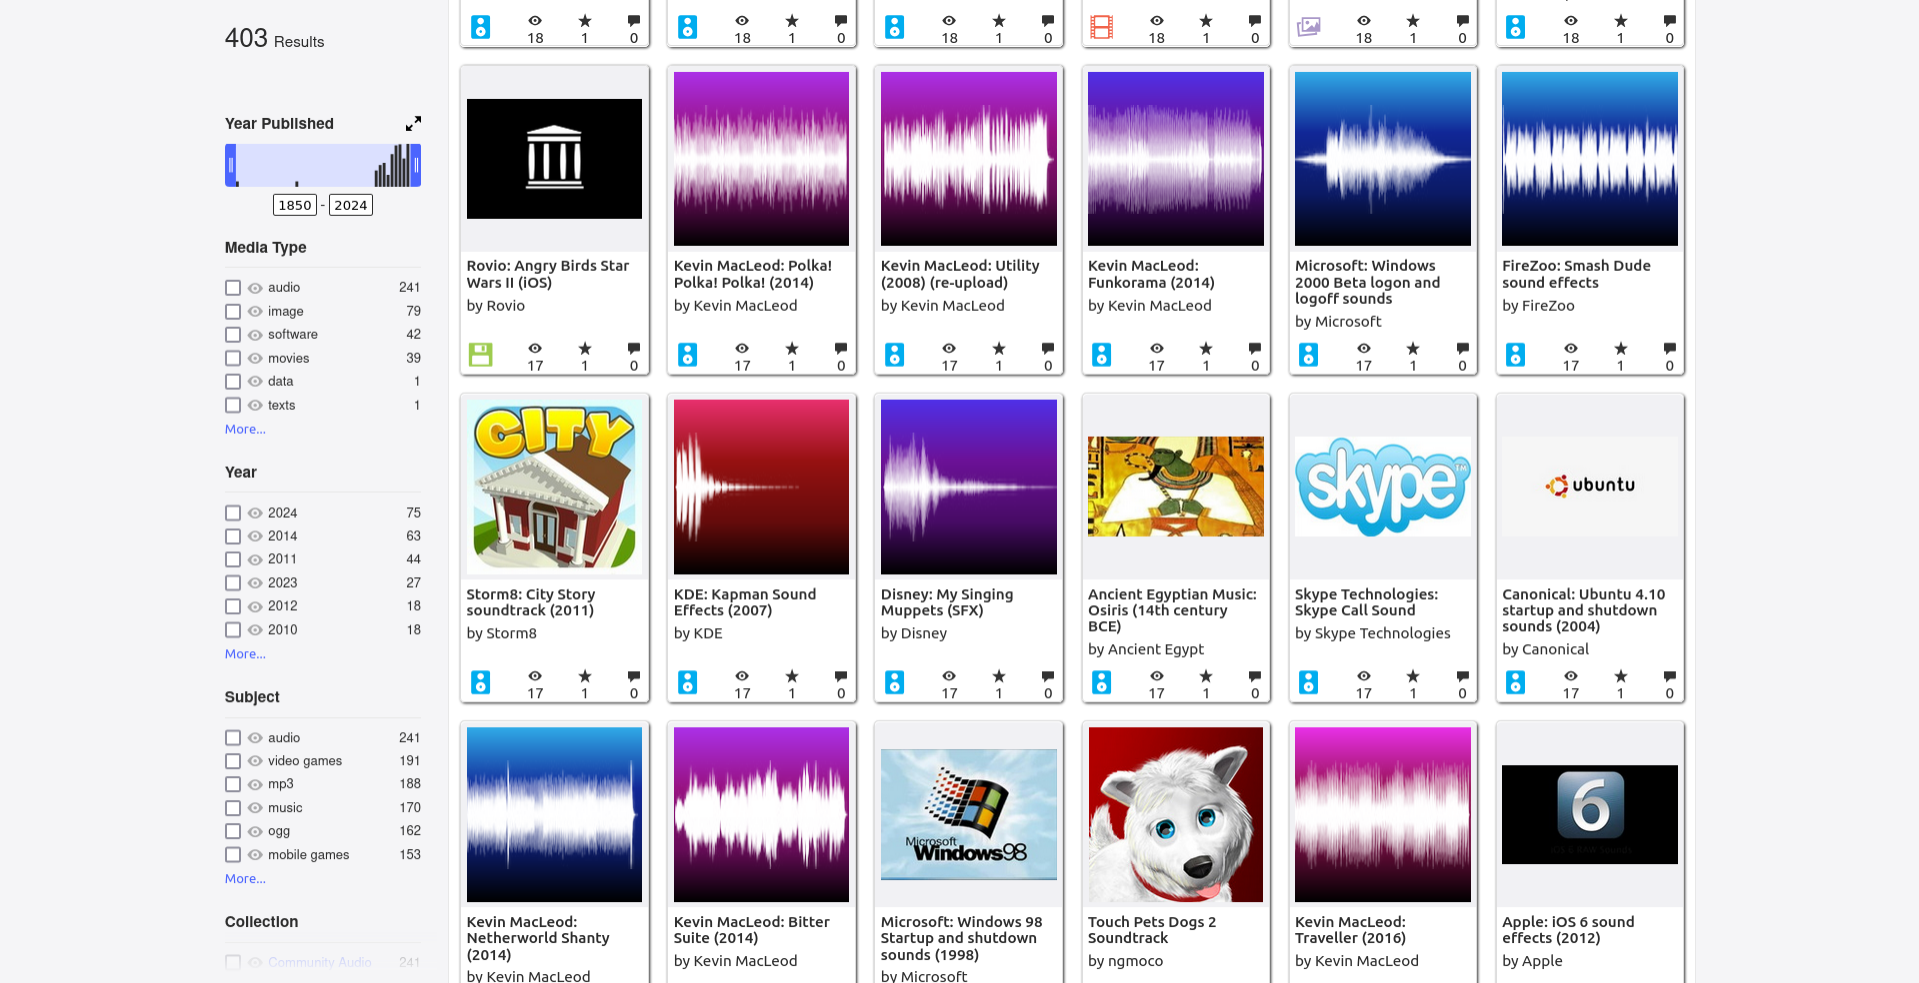 403 Results
Year Published
1850 - 2024
Media Type
audio 241
image 79
software 42
movies 39
data 1
texts 1
More...
Year
2024 75
2014 63
2011 44
2023 27
2012 18
2010 18
More...
Subject
audio 241
video games 191
mp3 188
music 170
ogg 162
mobile games 153
More...
Collection
Community Audio 241
18 1 0
18 1 0
18 1 0
18 1 0
18 1 0
18 1 0
Rovio: Angry Birds Star
Wars II (iOS)
by Rovio
17 1 0
Kevin MacLeod: Polka!
Polka! Polka! (2014)
by Kevin MacLeod
17 1 0
Kevin MacLeod: Utility
(2008) (re-upload)
by Kevin MacLeod
17 1 0
Kevin MacLeod:
Funkorama (2014)
by Kevin MacLeod
17 1 0
Microsoft: Windows
2000 Beta logon and
logoff sounds
by Microsoft
17 1 0
FireZoo: Smash Dude
sound effects
by FireZoo
17 1 0
CITY
Storm8: City Story
soundtrack (2011)
by Storm8
17 1 0
KDE: Kapman Sound
Effects (2007)
by KDE
17 1 0
Disney: My Singing
Muppets (SFX)
by Disney
17 1 0
Ancient Egyptian Music:
Osiris (14th century
BCE)
by Ancient Egypt
17 1 0
skype™
Skype Technologies:
Skype Call Sound
by Skype Technologies
17 1 0
ubuntu
Canonical: Ubuntu 4.10
startup and shutdown
sounds (2004)
by Canonical
17 1 0
Kevin MacLeod:
Netherworld Shanty
(2014)
by Kevin MacLeod
Kevin MacLeod: Bitter
Suite (2014)
by Kevin MacLeod
Microsoft
Windows98
Microsoft: Windows 98
Startup and shutdown
sounds (1998)
by Microsoft
Touch Pets Dogs 2
Soundtrack
by ngmoco
Kevin MacLeod:
Traveller (2016)
by Kevin MacLeod
6
Apple: iOS 6 sound
effects (2012)
by Apple